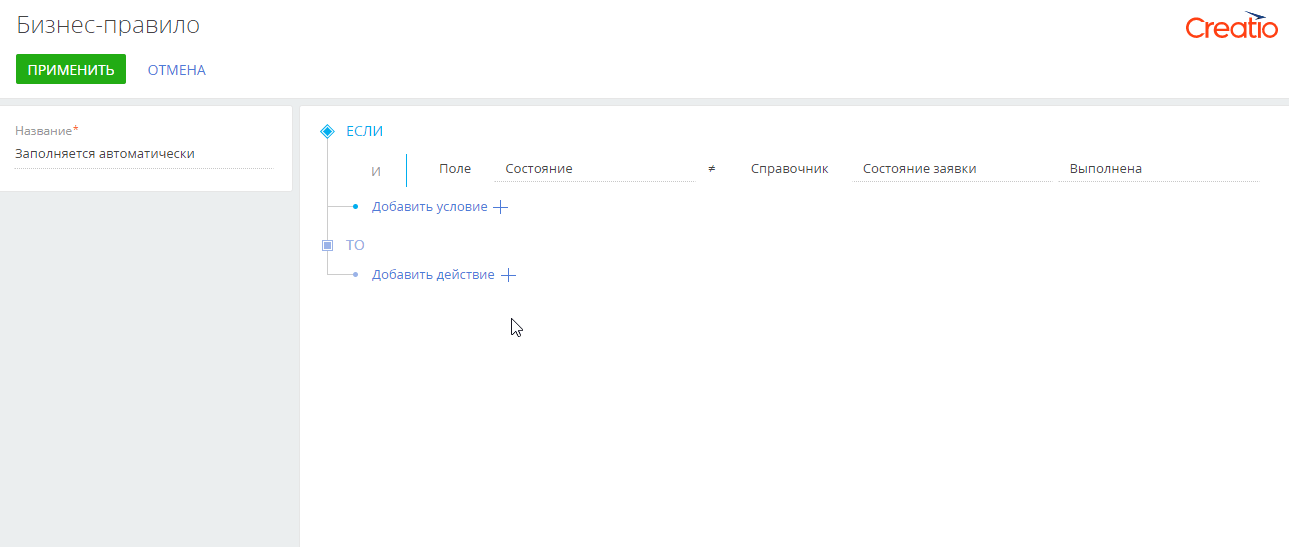 Бизнес-правило
Creatio
ПРИМЕНИТЬ ОТМЕНА
Название*
Заполняется автоматически
ЕСЛИ
И Поле Состояние ≠ Справочник Состояние заявки Выполнена
Добавить условие
ТО
Добавить действие